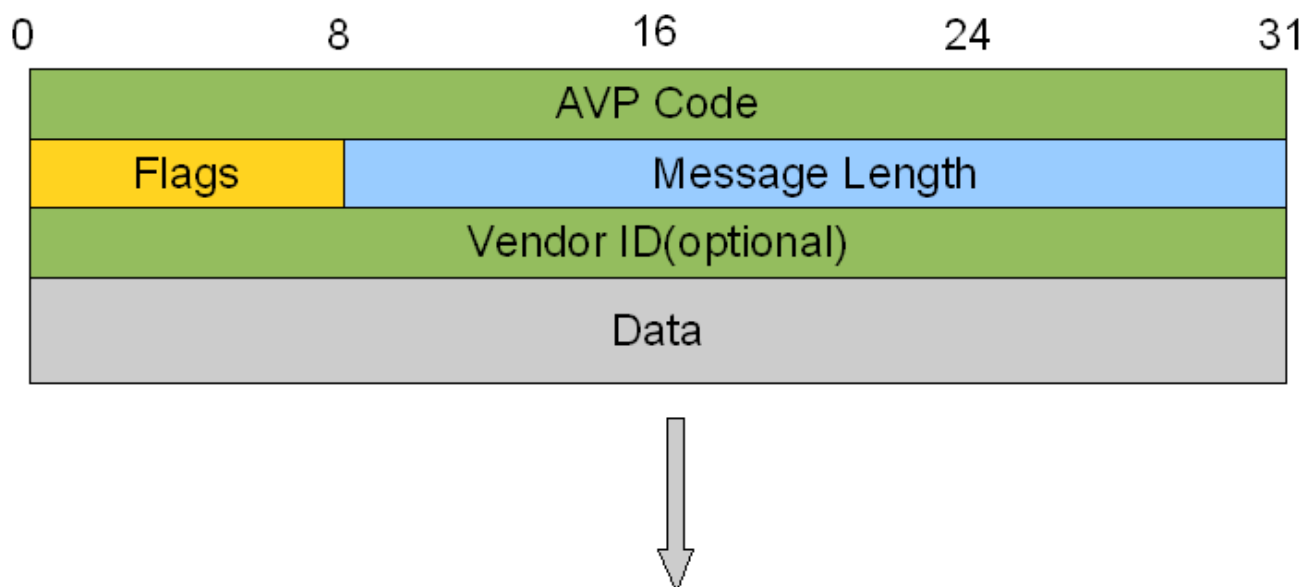 0 8 16 24 31
AVP Code
Flags Message Length
Vendor ID(optional)
Data